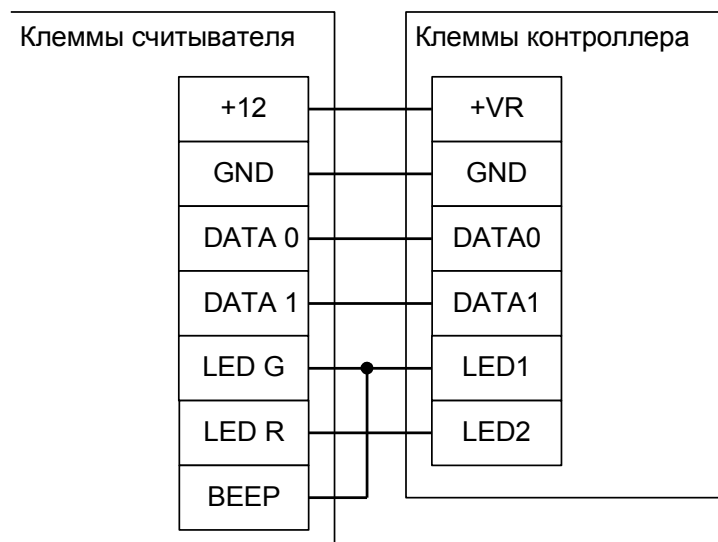 Клеммы считывателя
Клеммы контроллера
+12
+VR
GND
GND
DATA 0
DATA0
DATA 1
DATA1
LED G
LED1
LED R
LED2
BEEP